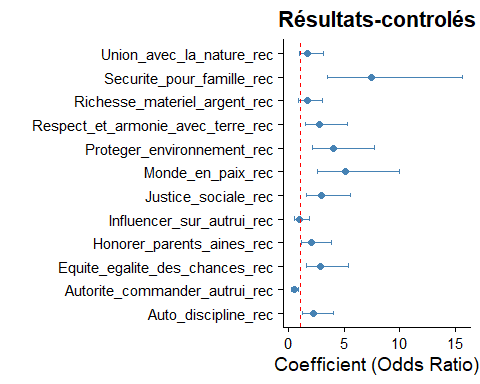 Résultats-controlés
Union_avec_la_nature_rec
Securite_pour_famille_rec
Richesse_materiel_argent_rec
Respect_et_armonie_avec_terre_rec
Proteger_environnement_rec
Monde_en_paix_rec
Justice_sociale_rec
Influencer_sur_autrui_rec
Honorer_parents_aines_rec
Equite_egalite_des_chances_rec
Autorite_commander_autrui_rec
Auto_discipline_rec
0 5 10 15
Coefficient (Odds Ratio)